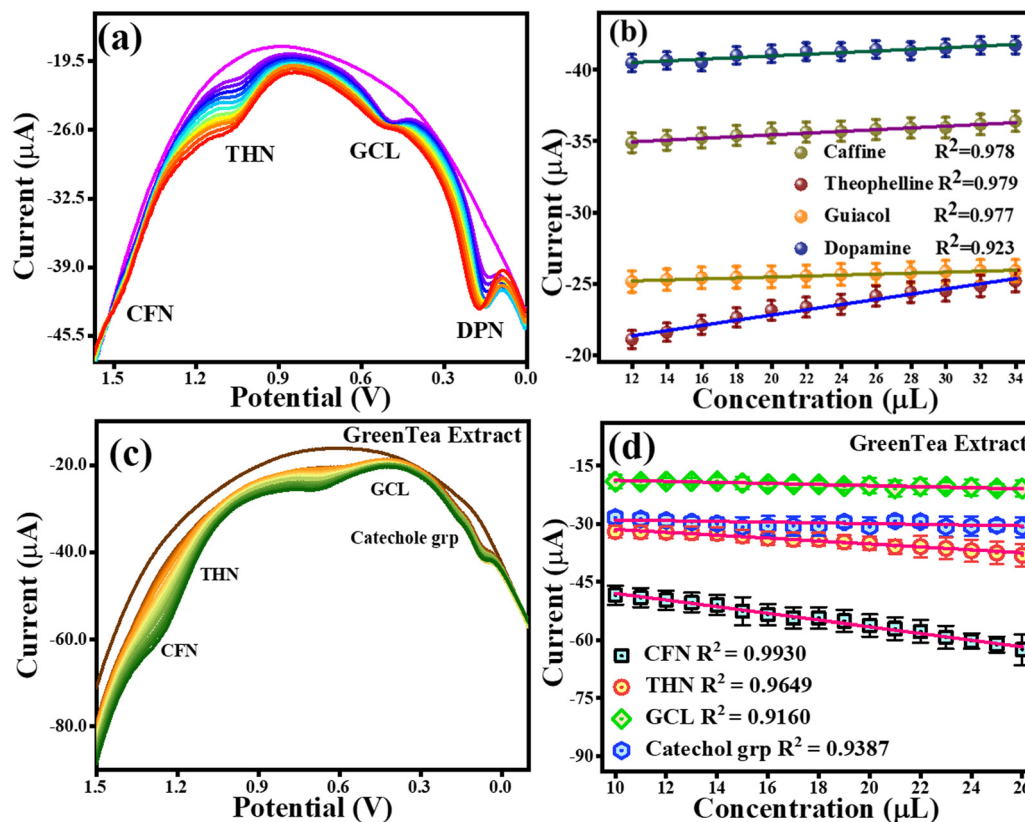 (a)
Current (μA)
-19.5
-26.0
-32.5
-39.0
-45.5
THN
GCL
CFN
DPN
1.5 1.2 0.9 0.6 0.3 0.0
Potential (V)
(b)
Current (μA)
-40
-35
-30
-25
-20
Caffine R²=0.978
Theophelline R²=0.979
Guiacol R²=0.977
Dopamine R²=0.923
12 14 16 18 20 22 24 26 28 30 32 34
Concentration (μL)
(c)
GreenTea Extract
Current (μA)
-20.0
-40.0
-60.0
-80.0
GCL
Catechole grp
THN
CFN
1.5 1.2 0.9 0.6 0.3 0.0
Potential (V)
(d)
GreenTea Extract
Current (μA)
-15
-30
-45
-60
-75
-90
CFN R² = 0.9930
THN R² = 0.9649
GCL R² = 0.9160
Catechol grp R² = 0.9387
10 12 14 16 18 20 22 24 26
Concentration (μL)